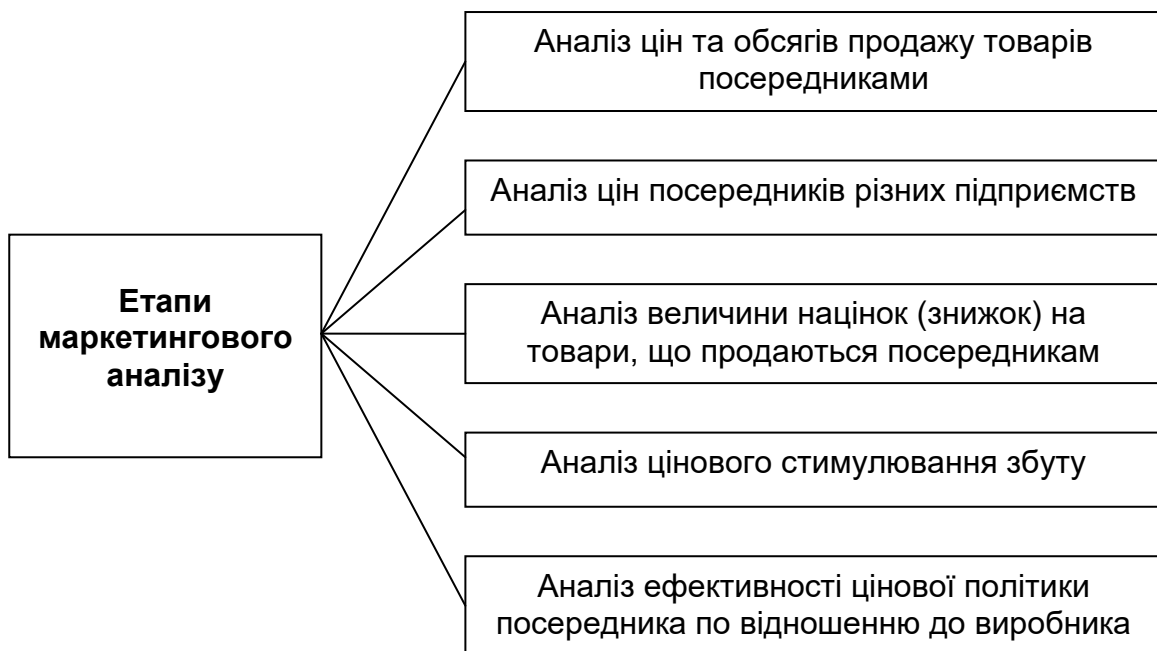 Етапи
маркетингового
аналізу
Аналіз цін та обсягів продажу товарів
посередниками
Аналіз цін посередників різних підприємств
Аналіз величини націнок (знижок) на
товари, що продаються посередникам
Аналіз цінового стимулювання збуту
Аналіз ефективності цінової політики
посередника по відношенню до виробника